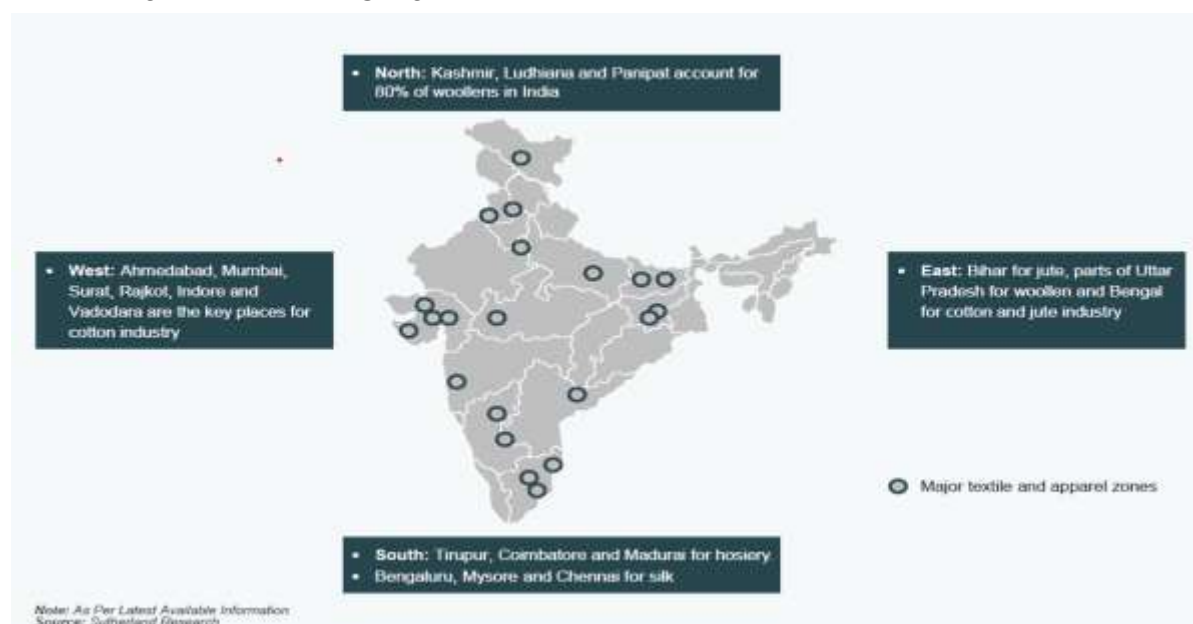 • North: Kashmir, Ludhiana and Panipat account for
80% of woollens in India
• West: Ahmedabad, Mumbai,
Surat, Rajkot, Indore and
Vadodara are the key places for
cotton industry
• East: Bihar for jute, parts of Uttar
Pradesh for woollen and Bengal
for cotton and jute industry
Major textile and apparel zones
• South: Tirupur, Coimbatore and Madurai for hosiery
• Bengaluru, Mysore and Chennai for silk
Note: As Per Latest Available Information
Source: Sutherland Research